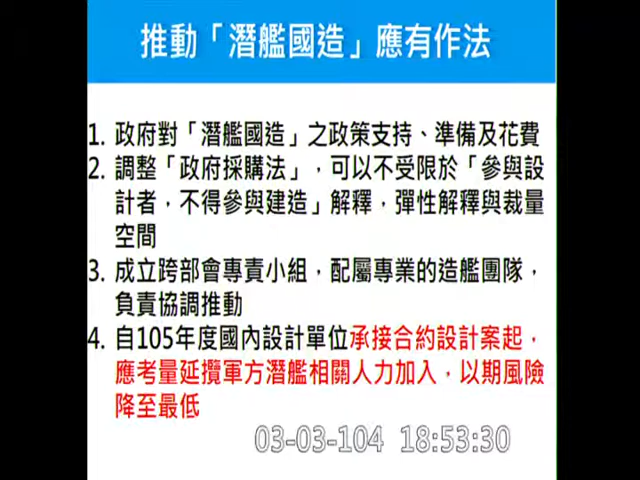 推動「潛艦國造」應有作法
1. 政府對「潛艦國造」之政策支持、準備及花費
2. 調整「政府採購法」，可以不受限於「參與設
計者，不得參與建造」解釋，彈性解釋與裁量
空間
3. 成立跨部會專責小組，配屬專業的造艦團隊，
負責協調推動
4. 自105年度國內設計單位承接合約設計案起，
應考量延攬軍方潛艦相關人力加入，以期風險
降至最低
03-03-104 18:53:30